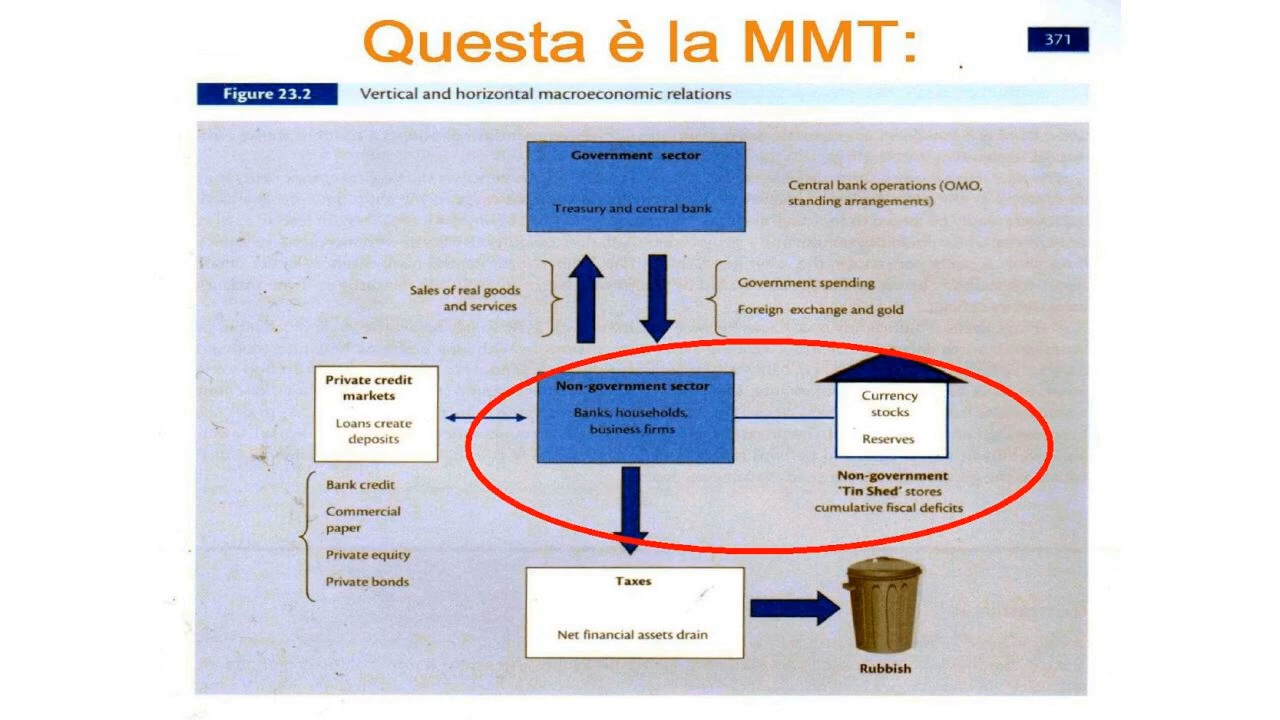 Questa è la MMT:
371
Figure 23.2
Vertical and horizontal macroeconomic relations
Government sector
Treasury and central bank
Central bank operations (OMO,
standing arrangements)
Sales of real goods
and services
Government spending
Foreign exchange and gold
Private credit
markets
Loans create
deposits
Non-government sector
Banks, households,
business firms
Currency
stocks
Reserves
Non-government
'Tin Shed' stores
cumulative fiscal deficits
Bank credit
Commercial
paper
Private equity
Private bonds
Taxes
Net financial assets drain
Rubbish